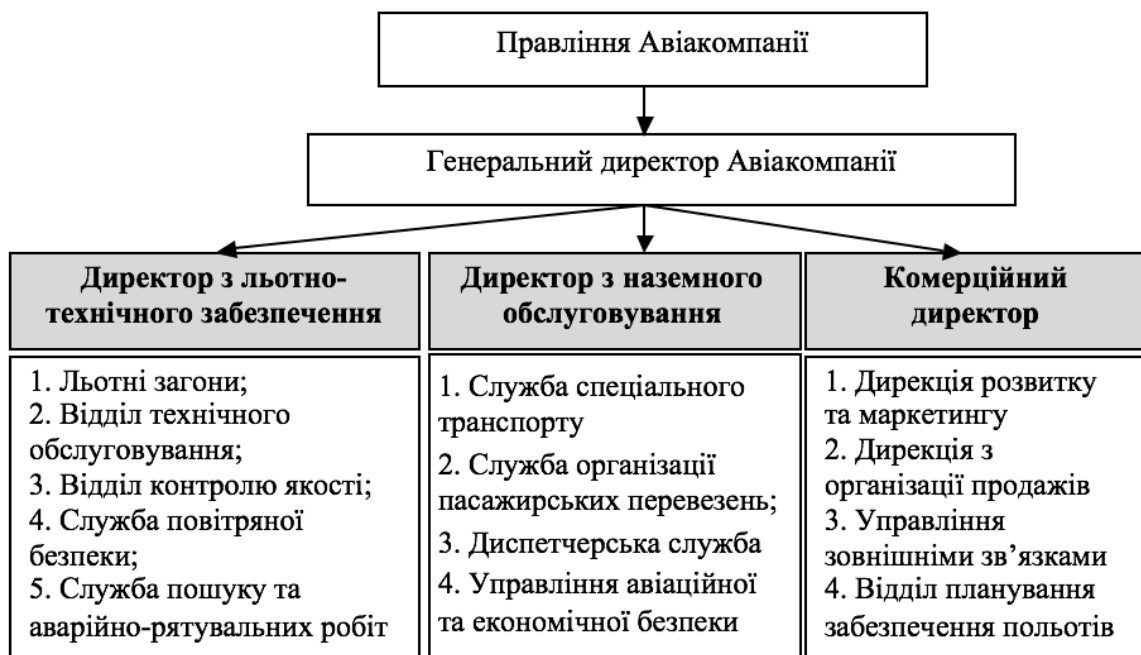 Правління Авіакомпанії
Генеральний директор Авіакомпанії
Директор з льотно-
технічного забезпечення
1. Льотні загони;
2. Відділ технічного
обслуговування;
3. Відділ контролю якості;
4. Служба повітряної
безпеки;
5. Служба пошуку та
аварійно-рятувальних робіт
Директор з наземного
обслуговування
1. Служба спеціального
транспорту
2. Служба організації
пасажирських перевезень;
3. Диспетчерська служба
4. Управління авіаційної
та економічної безпеки
Комерційний
директор
1. Дирекція розвитку
та маркетингу
2. Дирекція з
організації продажів
3. Управління
зовнішніми зв’язками
4. Відділ планування
забезпечення польотів